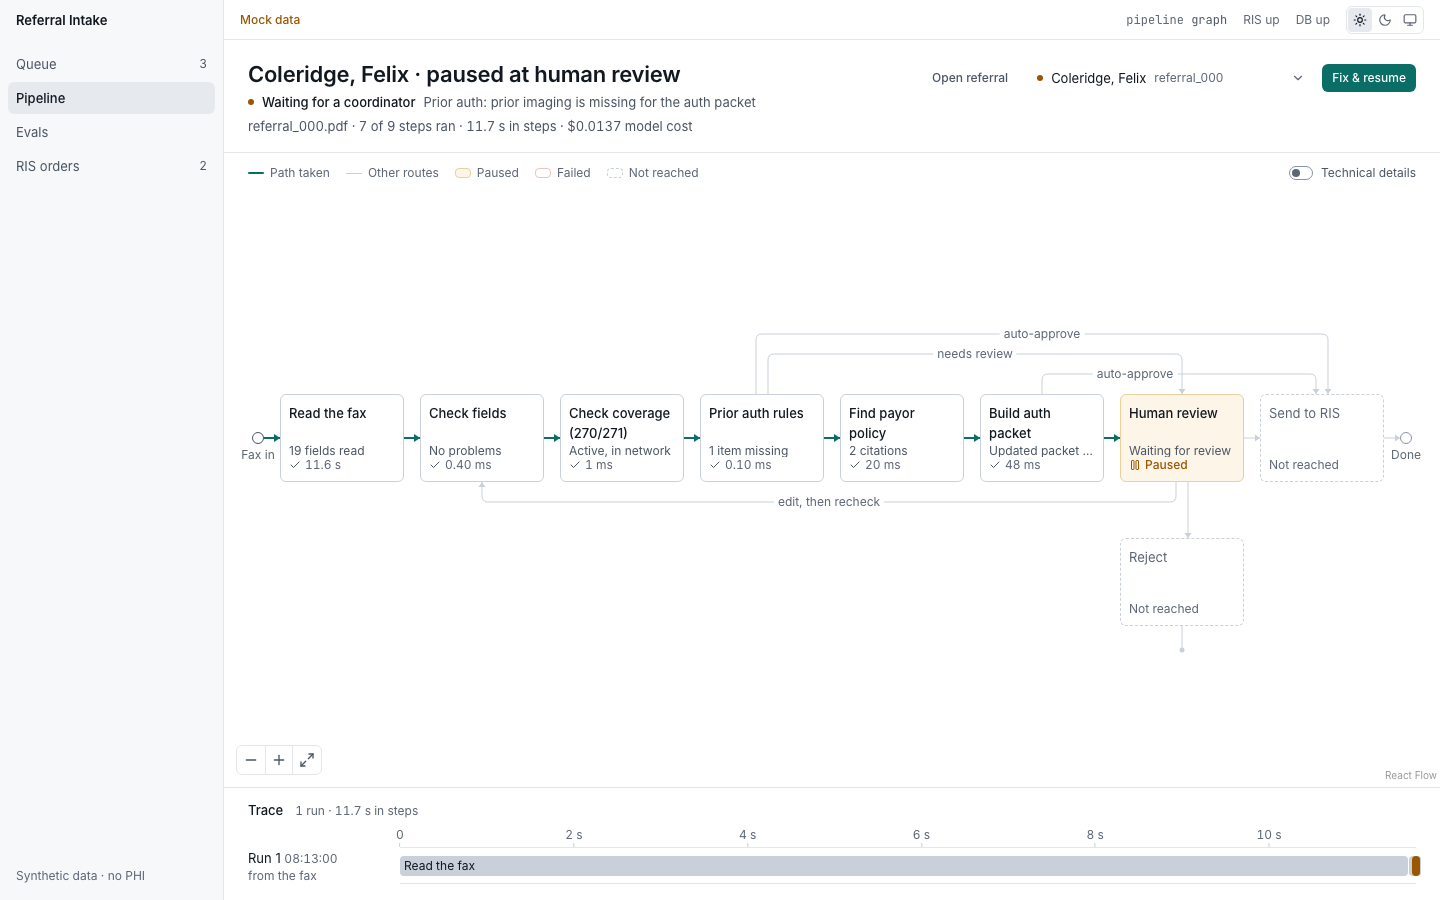 Referral Intake
Queue 3
Pipeline
Evals
RIS orders 2
Synthetic data · no PHI
Mock data
pipeline graph RIS up DB up
Coleridge, Felix · paused at human review
Waiting for a coordinator Prior auth: prior imaging is missing for the auth packet
referral_000.pdf · 7 of 9 steps ran · 11.7 s in steps · $0.0137 model cost
Open referral
Coleridge, Felix referral_000
Fix & resume
Path taken Other routes Paused Failed Not reached
Technical details
auto-approve
needs review
auto-approve
Fax in
Read the fax
19 fields read
11.6 s
Check fields
No problems
0.40 ms
Check coverage
(270/271)
Active, in network
1 ms
Prior auth rules
1 item missing
0.10 ms
Find payor
policy
2 citations
20 ms
Build auth
packet
Updated packet ...
48 ms
Human review
Waiting for review
Paused
Send to RIS
Not reached
Done
edit, then recheck
Reject
Not reached
React Flow
Trace 1 run · 11.7 s in steps
0 2 s 4 s 6 s 8 s 10 s
Run 1 08:13:00
from the fax
Read the fax